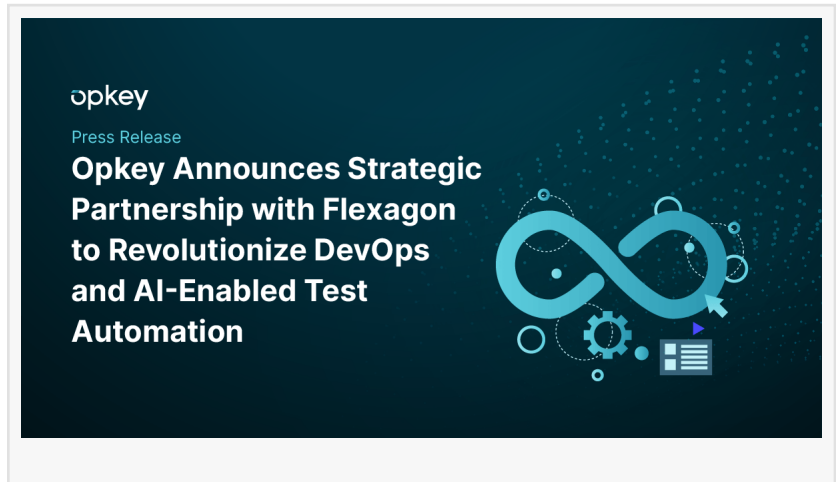 opkey
Press Release
Opkey Announces Strategic
Partnership with Flexagon
to Revolutionize DevOps
and AI-Enabled Test
Automation